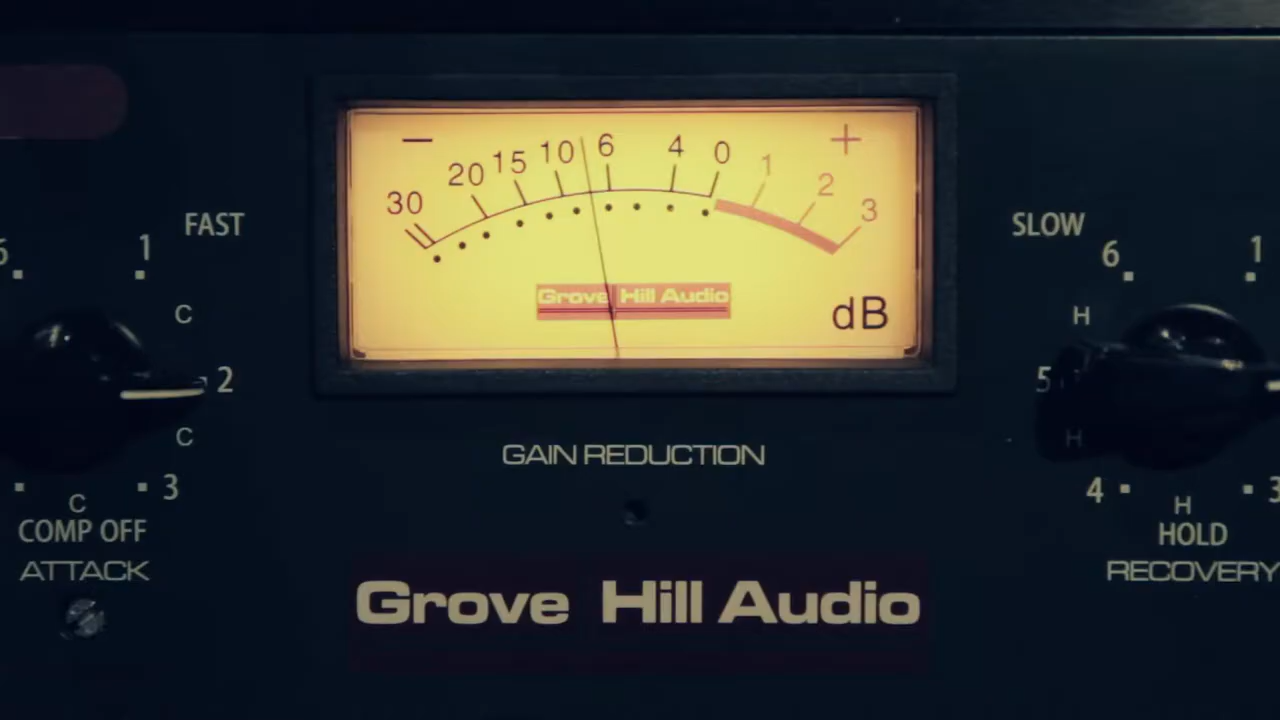 − 30 20 15 10 6 4 0 1 2 3 +
Grove Hill Audio
dB
FAST
6 1
C
2
C
3
C
COMP OFF
ATTACK
GAIN REDUCTION
Grove Hill Audio
SLOW
6 1
H
5
H
4 3
H
HOLD
RECOVERY